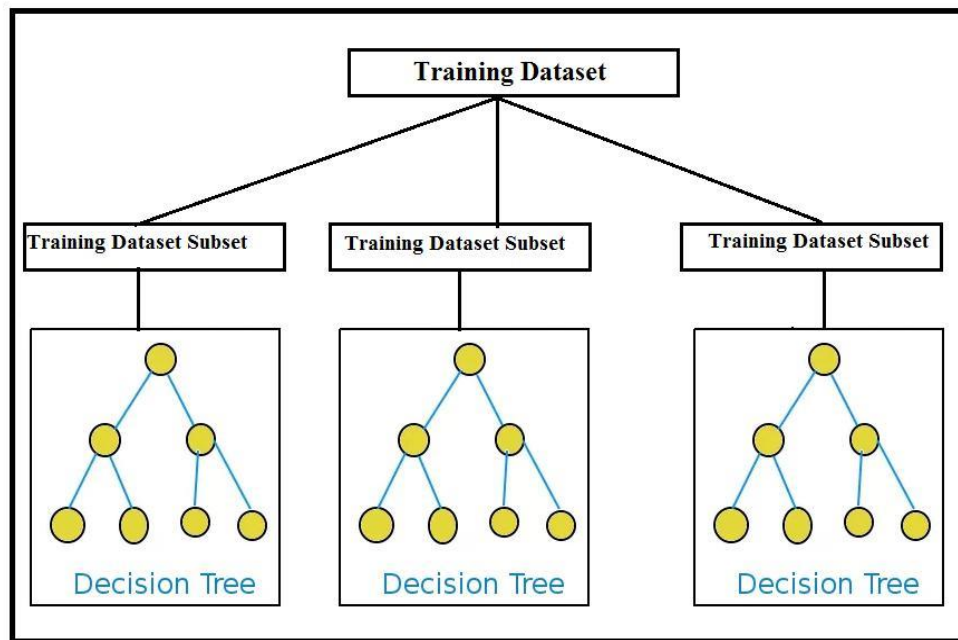 Training Dataset
Training Dataset Subset
Training Dataset Subset
Training Dataset Subset
Decision Tree
Decision Tree
Decision Tree